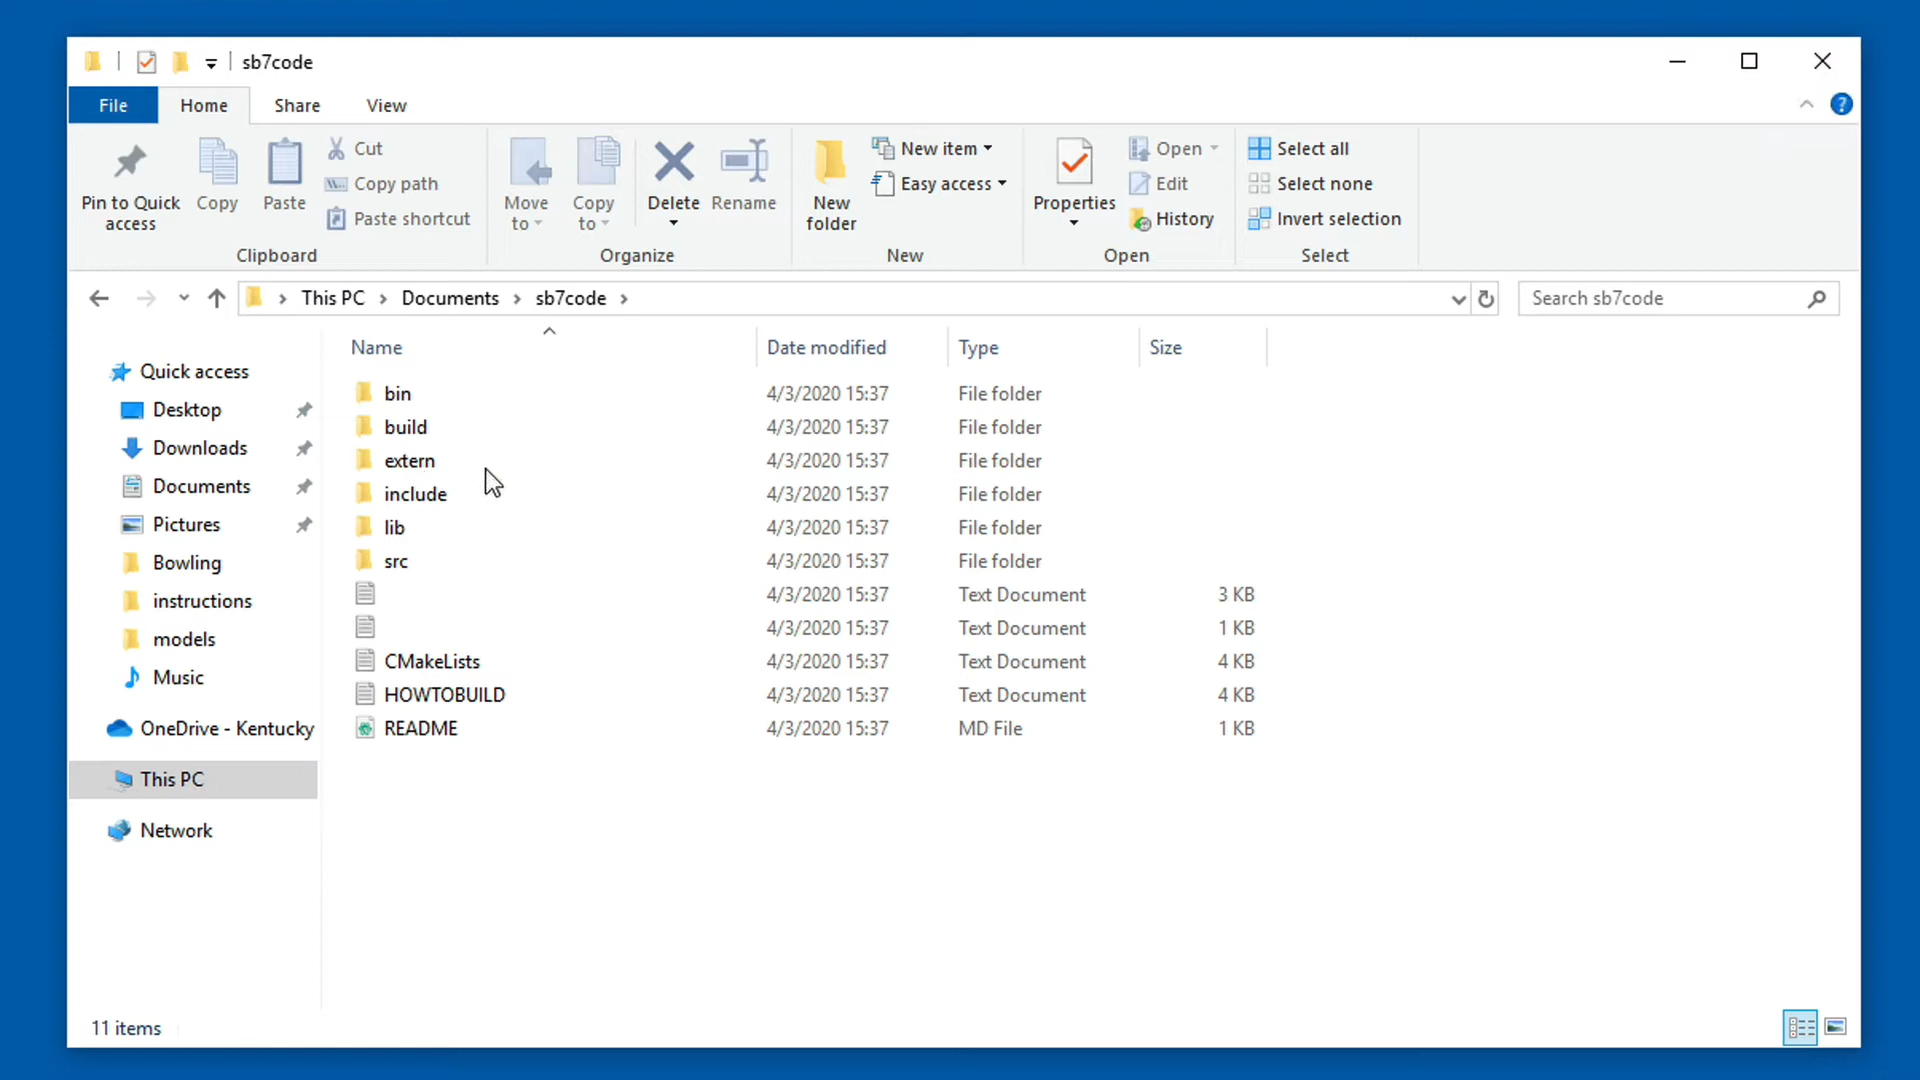 sb7code
File Home Share View
Pin to Quick access
Copy
Paste
Cut
Copy path
Paste shortcut
Clipboard
Move to
Copy to
Delete
Rename
Organize
New folder
New item
Easy access
New
Properties
Open
Edit
History
Open
Select all
Select none
Invert selection
Select
This PC > Documents > sb7code >
Search sb7code
Name Date modified Type Size
Quick access
Desktop
Downloads
Documents
Pictures
Bowling
instructions
models
Music
OneDrive - Kentucky
This PC
Network
bin 4/3/2020 15:37 File folder
build 4/3/2020 15:37 File folder
extern 4/3/2020 15:37 File folder
include 4/3/2020 15:37 File folder
lib 4/3/2020 15:37 File folder
src 4/3/2020 15:37 File folder
4/3/2020 15:37 Text Document 3 KB
4/3/2020 15:37 Text Document 1 KB
CMakeLists 4/3/2020 15:37 Text Document 4 KB
HOWTOBUILD 4/3/2020 15:37 Text Document 4 KB
README 4/3/2020 15:37 MD File 1 KB
11 items